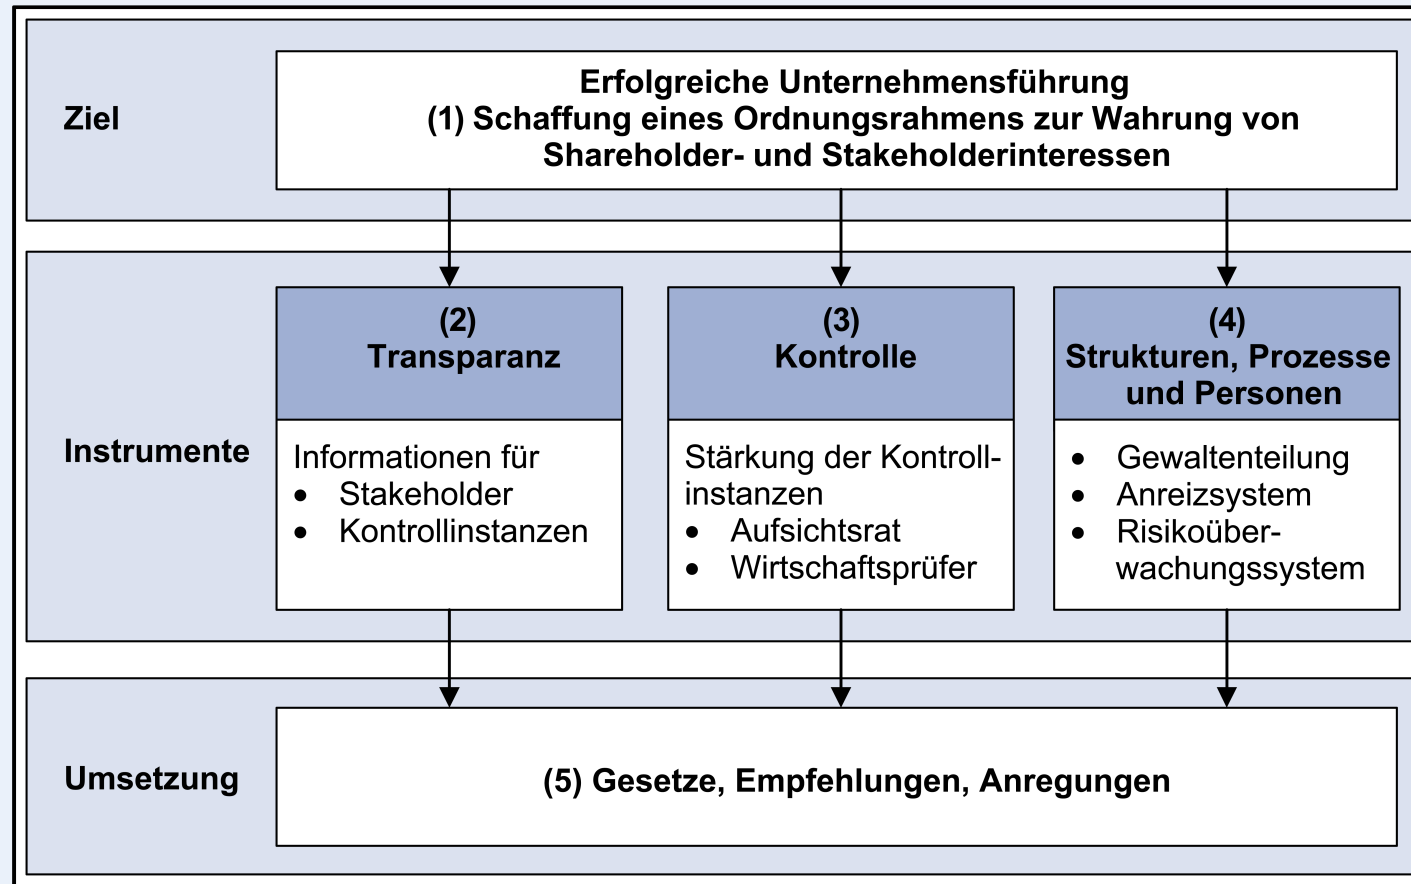 Ziel
Erfolgreiche Unternehmensführung
(1) Schaffung eines Ordnungsrahmens zur Wahrung von
Shareholder- und Stakeholderinteressen
Instrumente
(2)
Transparanz
Informationen für
• Stakeholder
• Kontrollinstanzen
(3)
Kontrolle
Stärkung der Kontroll-
instanzen
• Aufsichtsrat
• Wirtschaftsprüfer
(4)
Strukturen, Prozesse
und Personen
• Gewaltenteilung
• Anreizsystem
• Risikoüber-
wachungssystem
Umsetzung
(5) Gesetze, Empfehlungen, Anregungen